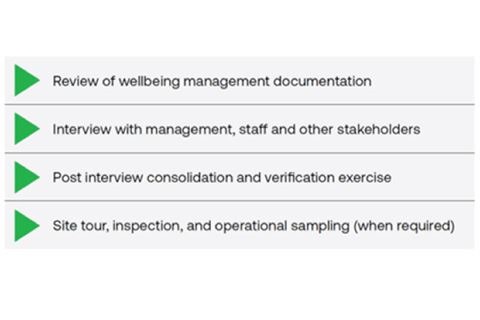 Review of wellbeing management documentation
Interview with management, staff and other stakeholders
Post interview consolidation and verification exercise
Site tour, inspection, and operational sampling (when required)